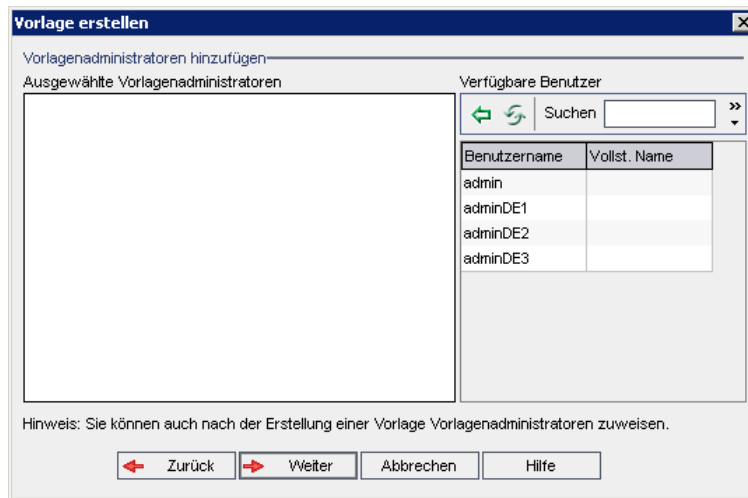 Vorlage erstellen
Vorlagenadministratoren hinzufügen
Ausgewählte Vorlagenadministratoren
Verfügbare Benutzer
Suchen
Benutzername Vollst. Name
admin
adminDE1
adminDE2
adminDE3
Hinweis: Sie können auch nach der Erstellung einer Vorlage Vorlagenadministratoren zuweisen.
Zurück Weiter Abbrechen Hilfe